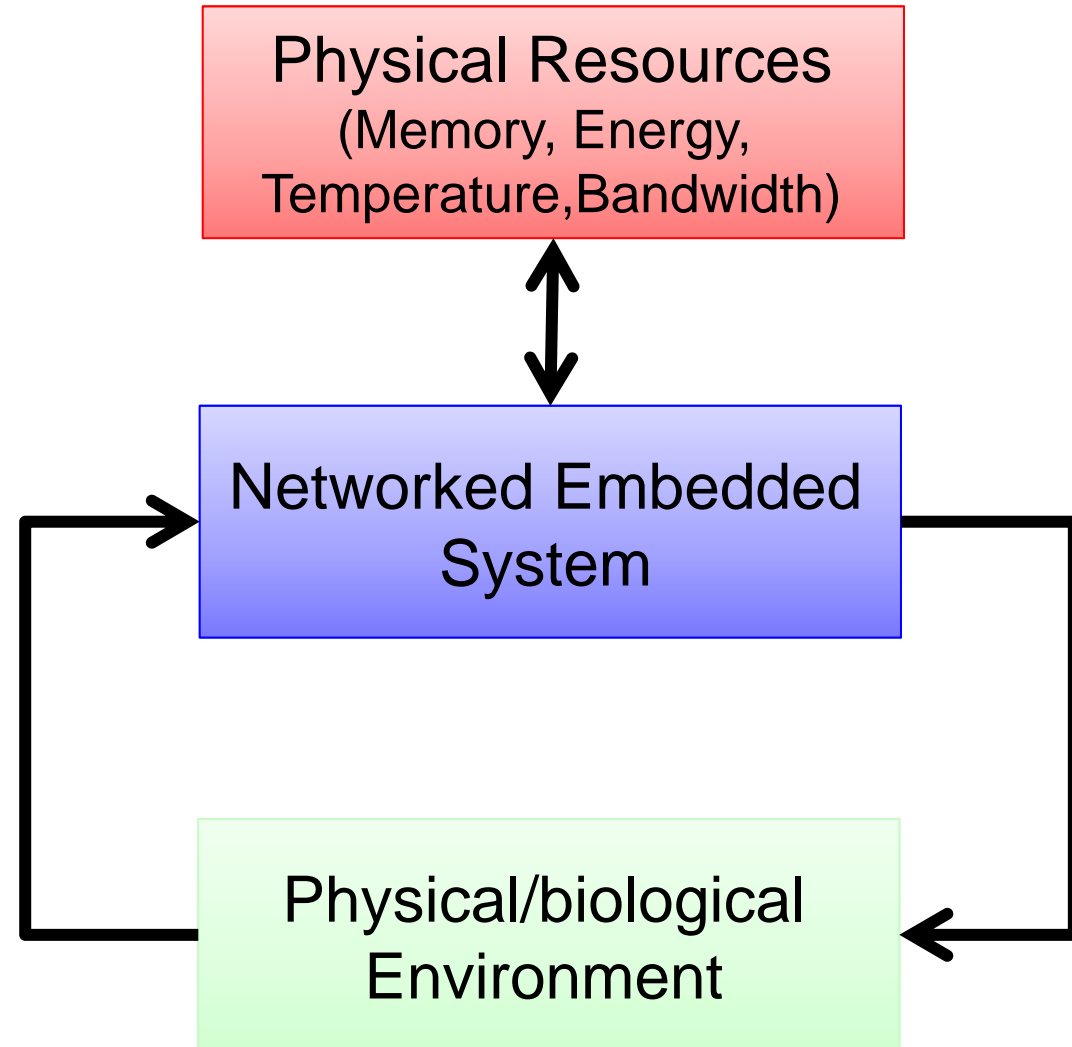 Physical Resources
(Memory, Energy,
Temperature,Bandwidth)
Networked Embedded
System
Physical/biological
Environment